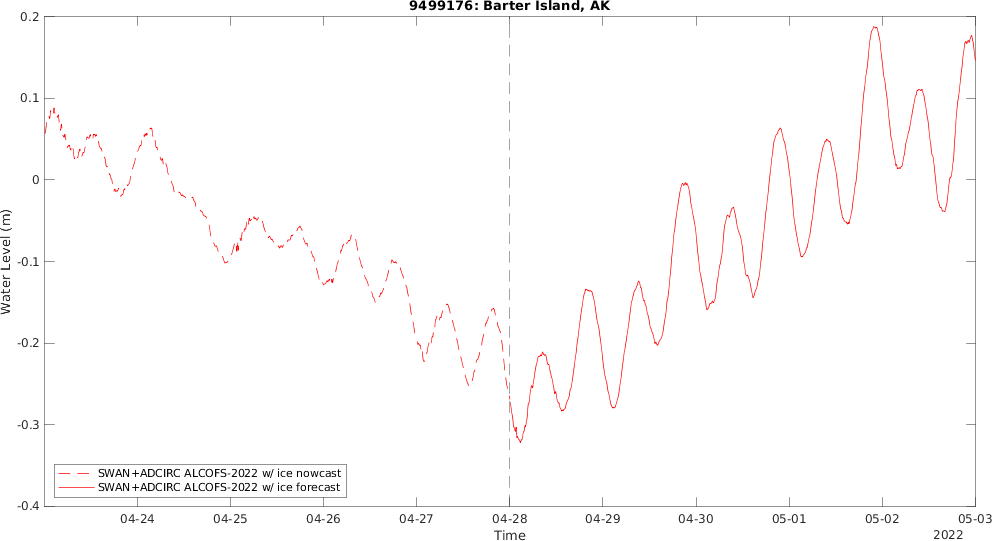 9499176: Barter Island, AK
Water Level (m)
0.2
0.1
0
-0.1
-0.2
-0.3
-0.4
SWAN+ADCIRC ALCOFS-2022 w/ ice nowcast
SWAN+ADCIRC ALCOFS-2022 w/ ice forecast
04-24 04-25 04-26 04-27 04-28 04-29 04-30 05-01 05-02 05-03
Time
2022